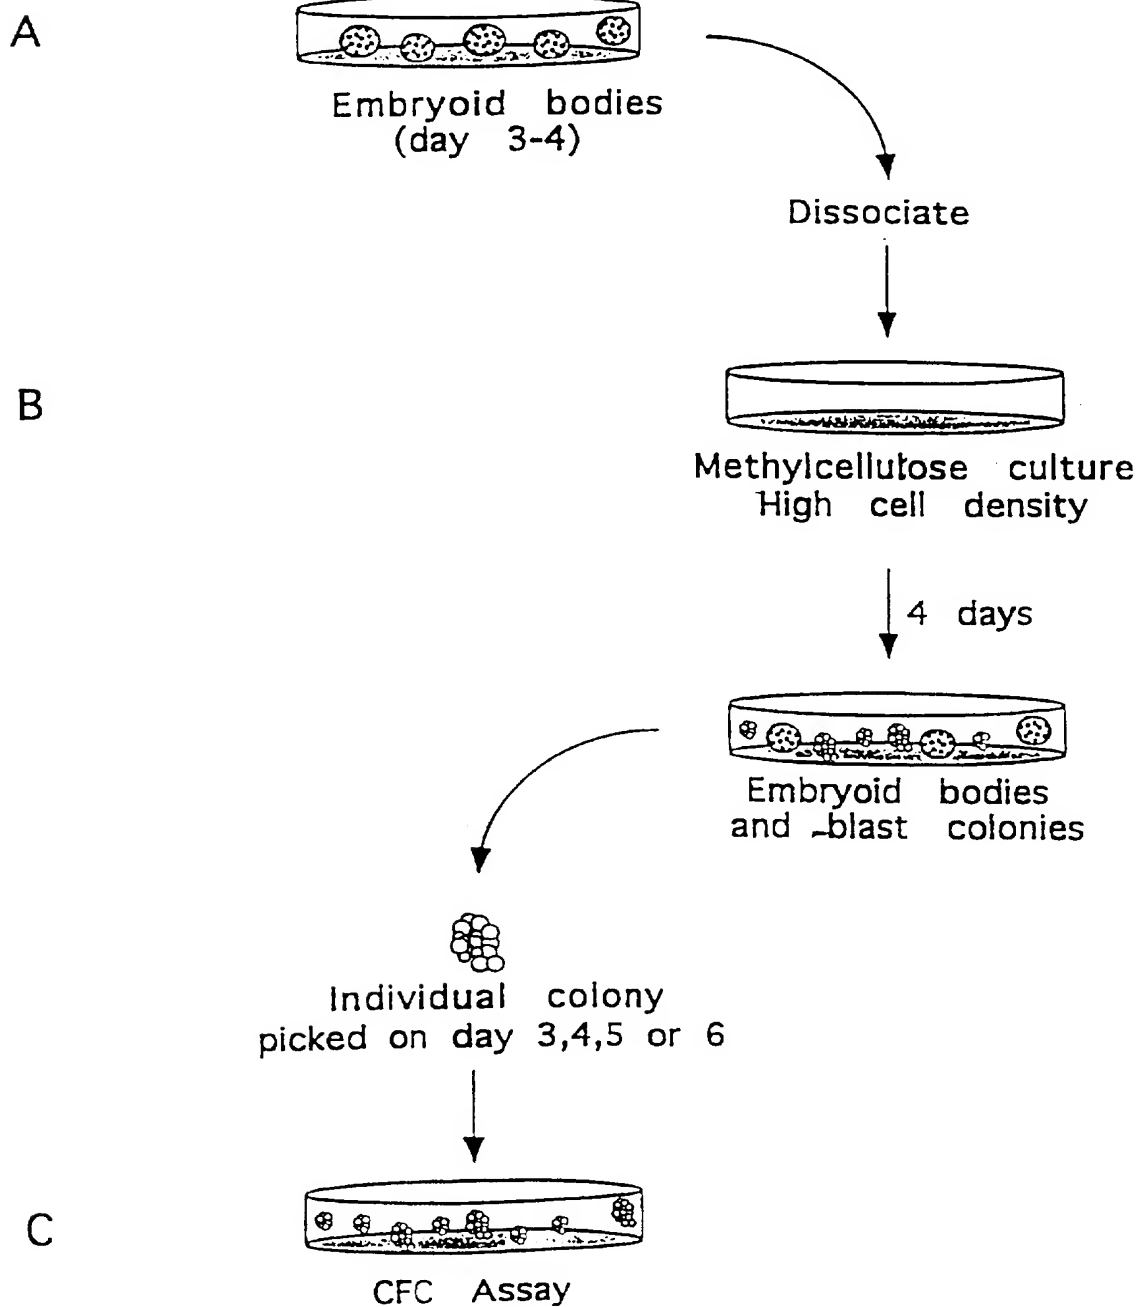 A
Embryoid bodies
(day 3-4)
Dissociate
B
Methylcellulose culture
High cell density
4 days
Embryoid bodies
and blast colonies
Individual colony
picked on day 3,4,5 or 6
C
CFC Assay